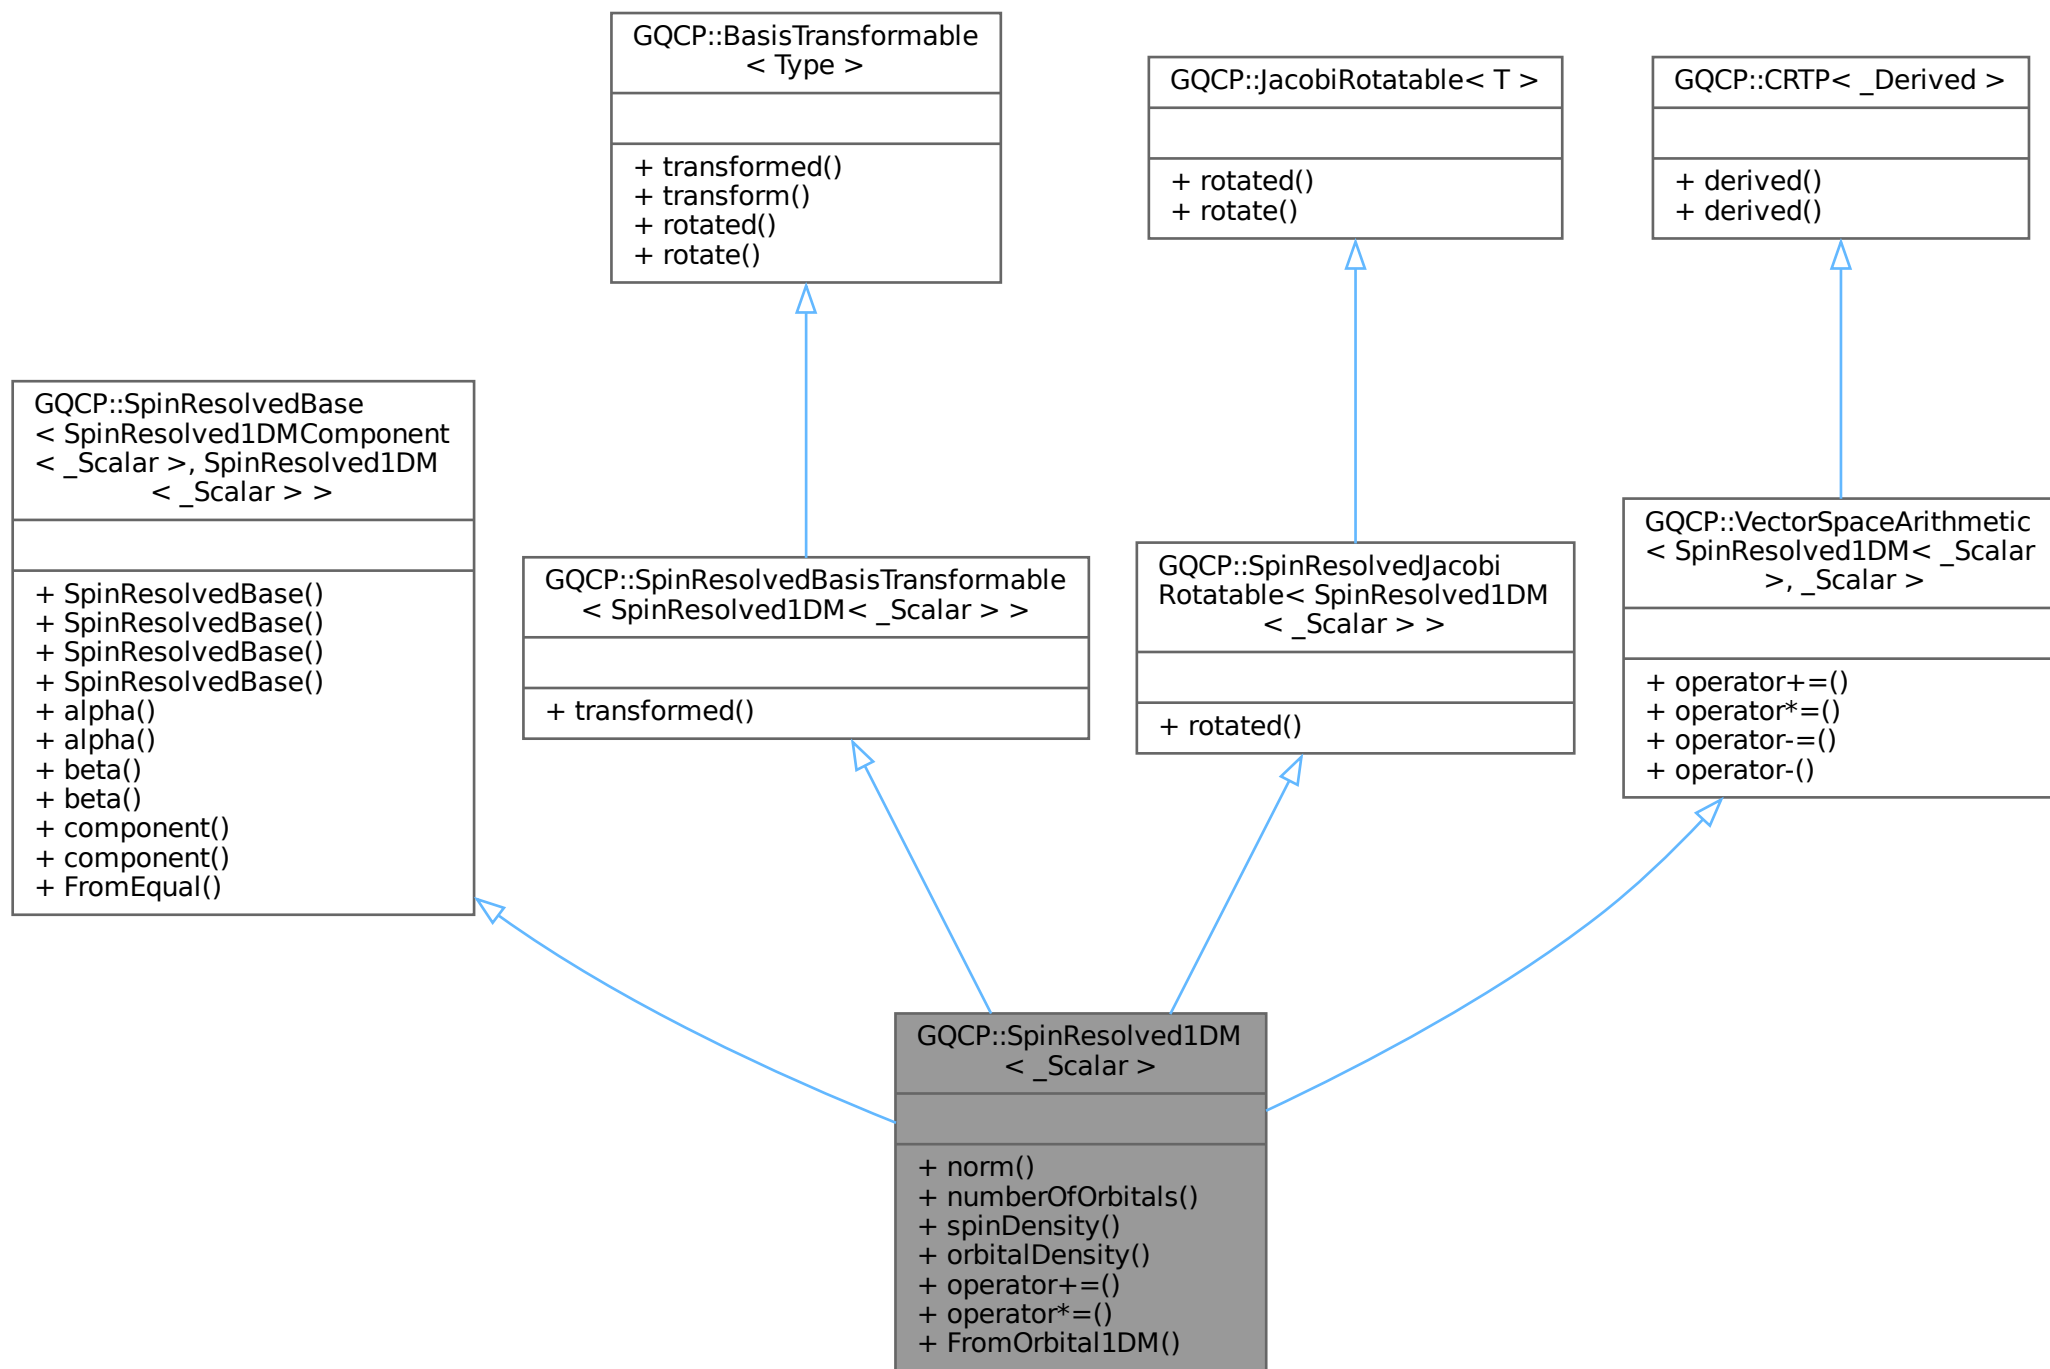 GQCP::BasisTransformable
< Type >
+ transformed()
+ transform()
+ rotated()
+ rotate()
GQCP::JacobiRotatable< T >
+ rotated()
+ rotate()
GQCP::CRTP< _Derived >
+ derived()
+ derived()
GQCP::SpinResolvedBase
< SpinResolved1DMComponent
< _Scalar >, SpinResolved1DM
< _Scalar > >
+ SpinResolvedBase()
+ SpinResolvedBase()
+ SpinResolvedBase()
+ SpinResolvedBase()
+ alpha()
+ alpha()
+ beta()
+ beta()
+ component()
+ component()
+ FromEqual()
GQCP::SpinResolvedBasisTransformable
< SpinResolved1DM< _Scalar > >
+ transformed()
GQCP::SpinResolvedJacobi
Rotatable< SpinResolved1DM
< _Scalar > >
+ rotated()
GQCP::VectorSpaceArithmetic
< SpinResolved1DM< _Scalar
>, _Scalar >
+ operator+=()
+ operator*=()
+ operator-=()
+ operator-()
GQCP::SpinResolved1DM
< _Scalar >
+ norm()
+ numberOfOrbitals()
+ spinDensity()
+ orbitalDensity()
+ operator+=()
+ operator*=()
+ FromOrbital1DM()